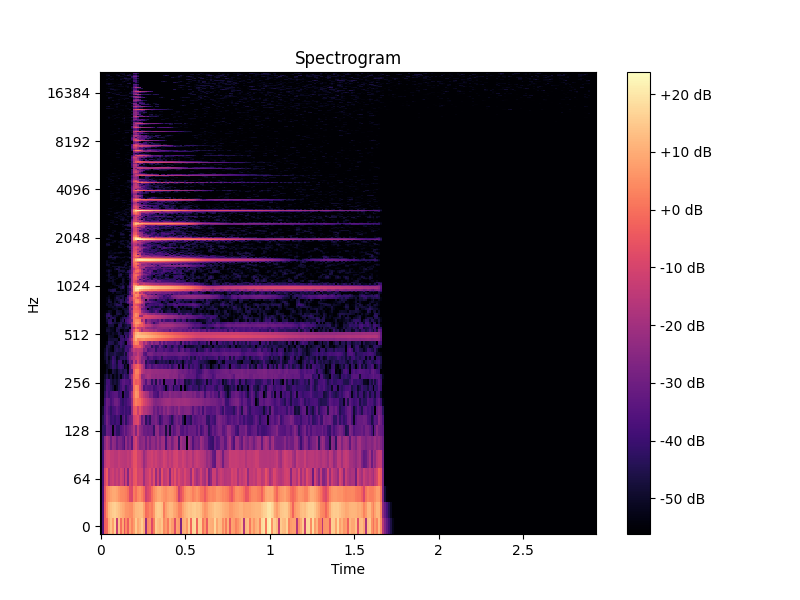 Spectrogram
16384
8192
4096
2048
1024
512
256
128
64
0
Hz
0
0.5
1
1.5
2
2.5
Time
+20 dB
+10 dB
+0 dB
-10 dB
-20 dB
-30 dB
-40 dB
-50 dB